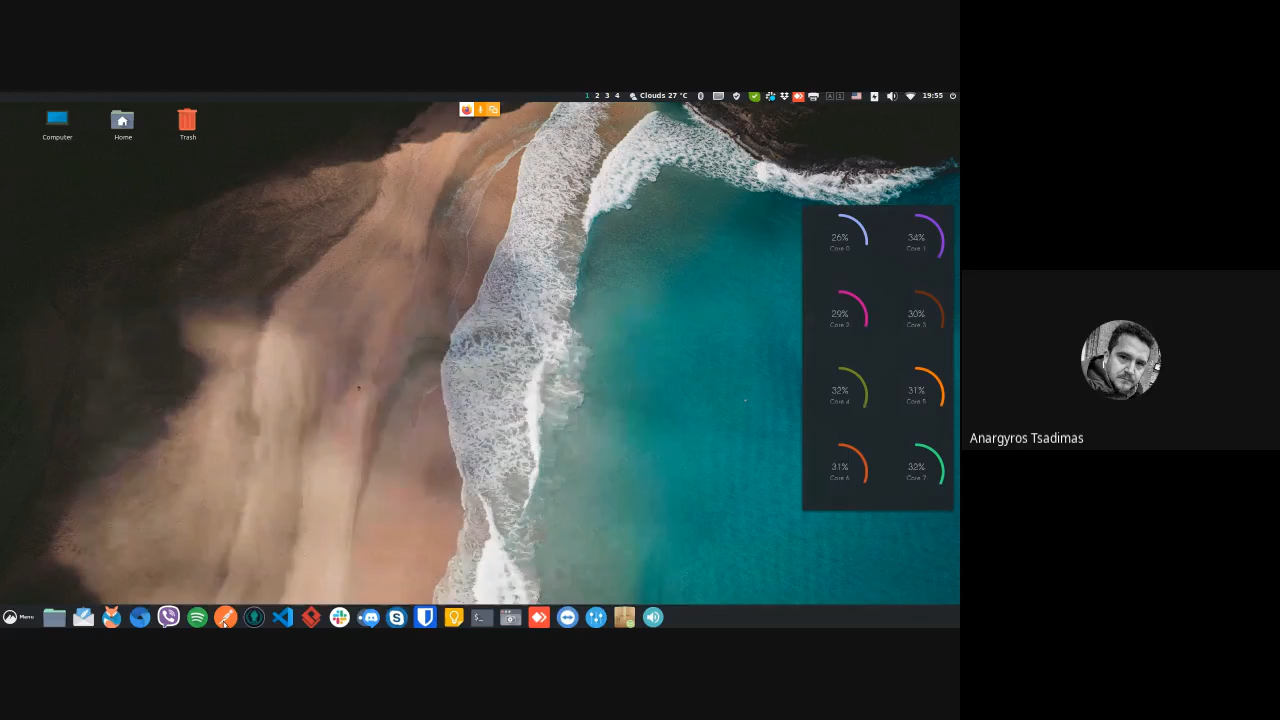 1 2 3 4 Clouds 27 °C 19:55
Computer Home Trash
26% 34%
Core 0 Core 1
29% 30%
Core 2 Core 3
32% 31%
Core 4 Core 5
31% 32%
Core 6 Core 7
Anargyros Tsadimas
Menu